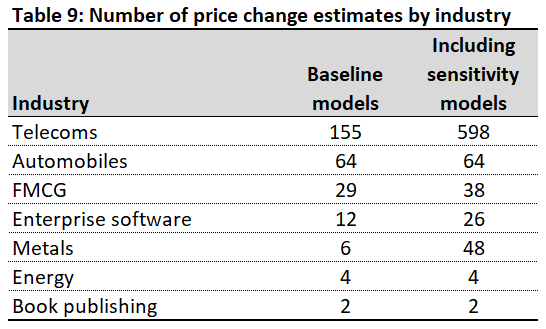 Table 9: Number of price change estimates by industry
Industry Baseline models Including sensitivity models
Telecoms 155 598
Automobiles 64 64
FMCG 29 38
Enterprise software 12 26
Metals 6 48
Energy 4 4
Book publishing 2 2